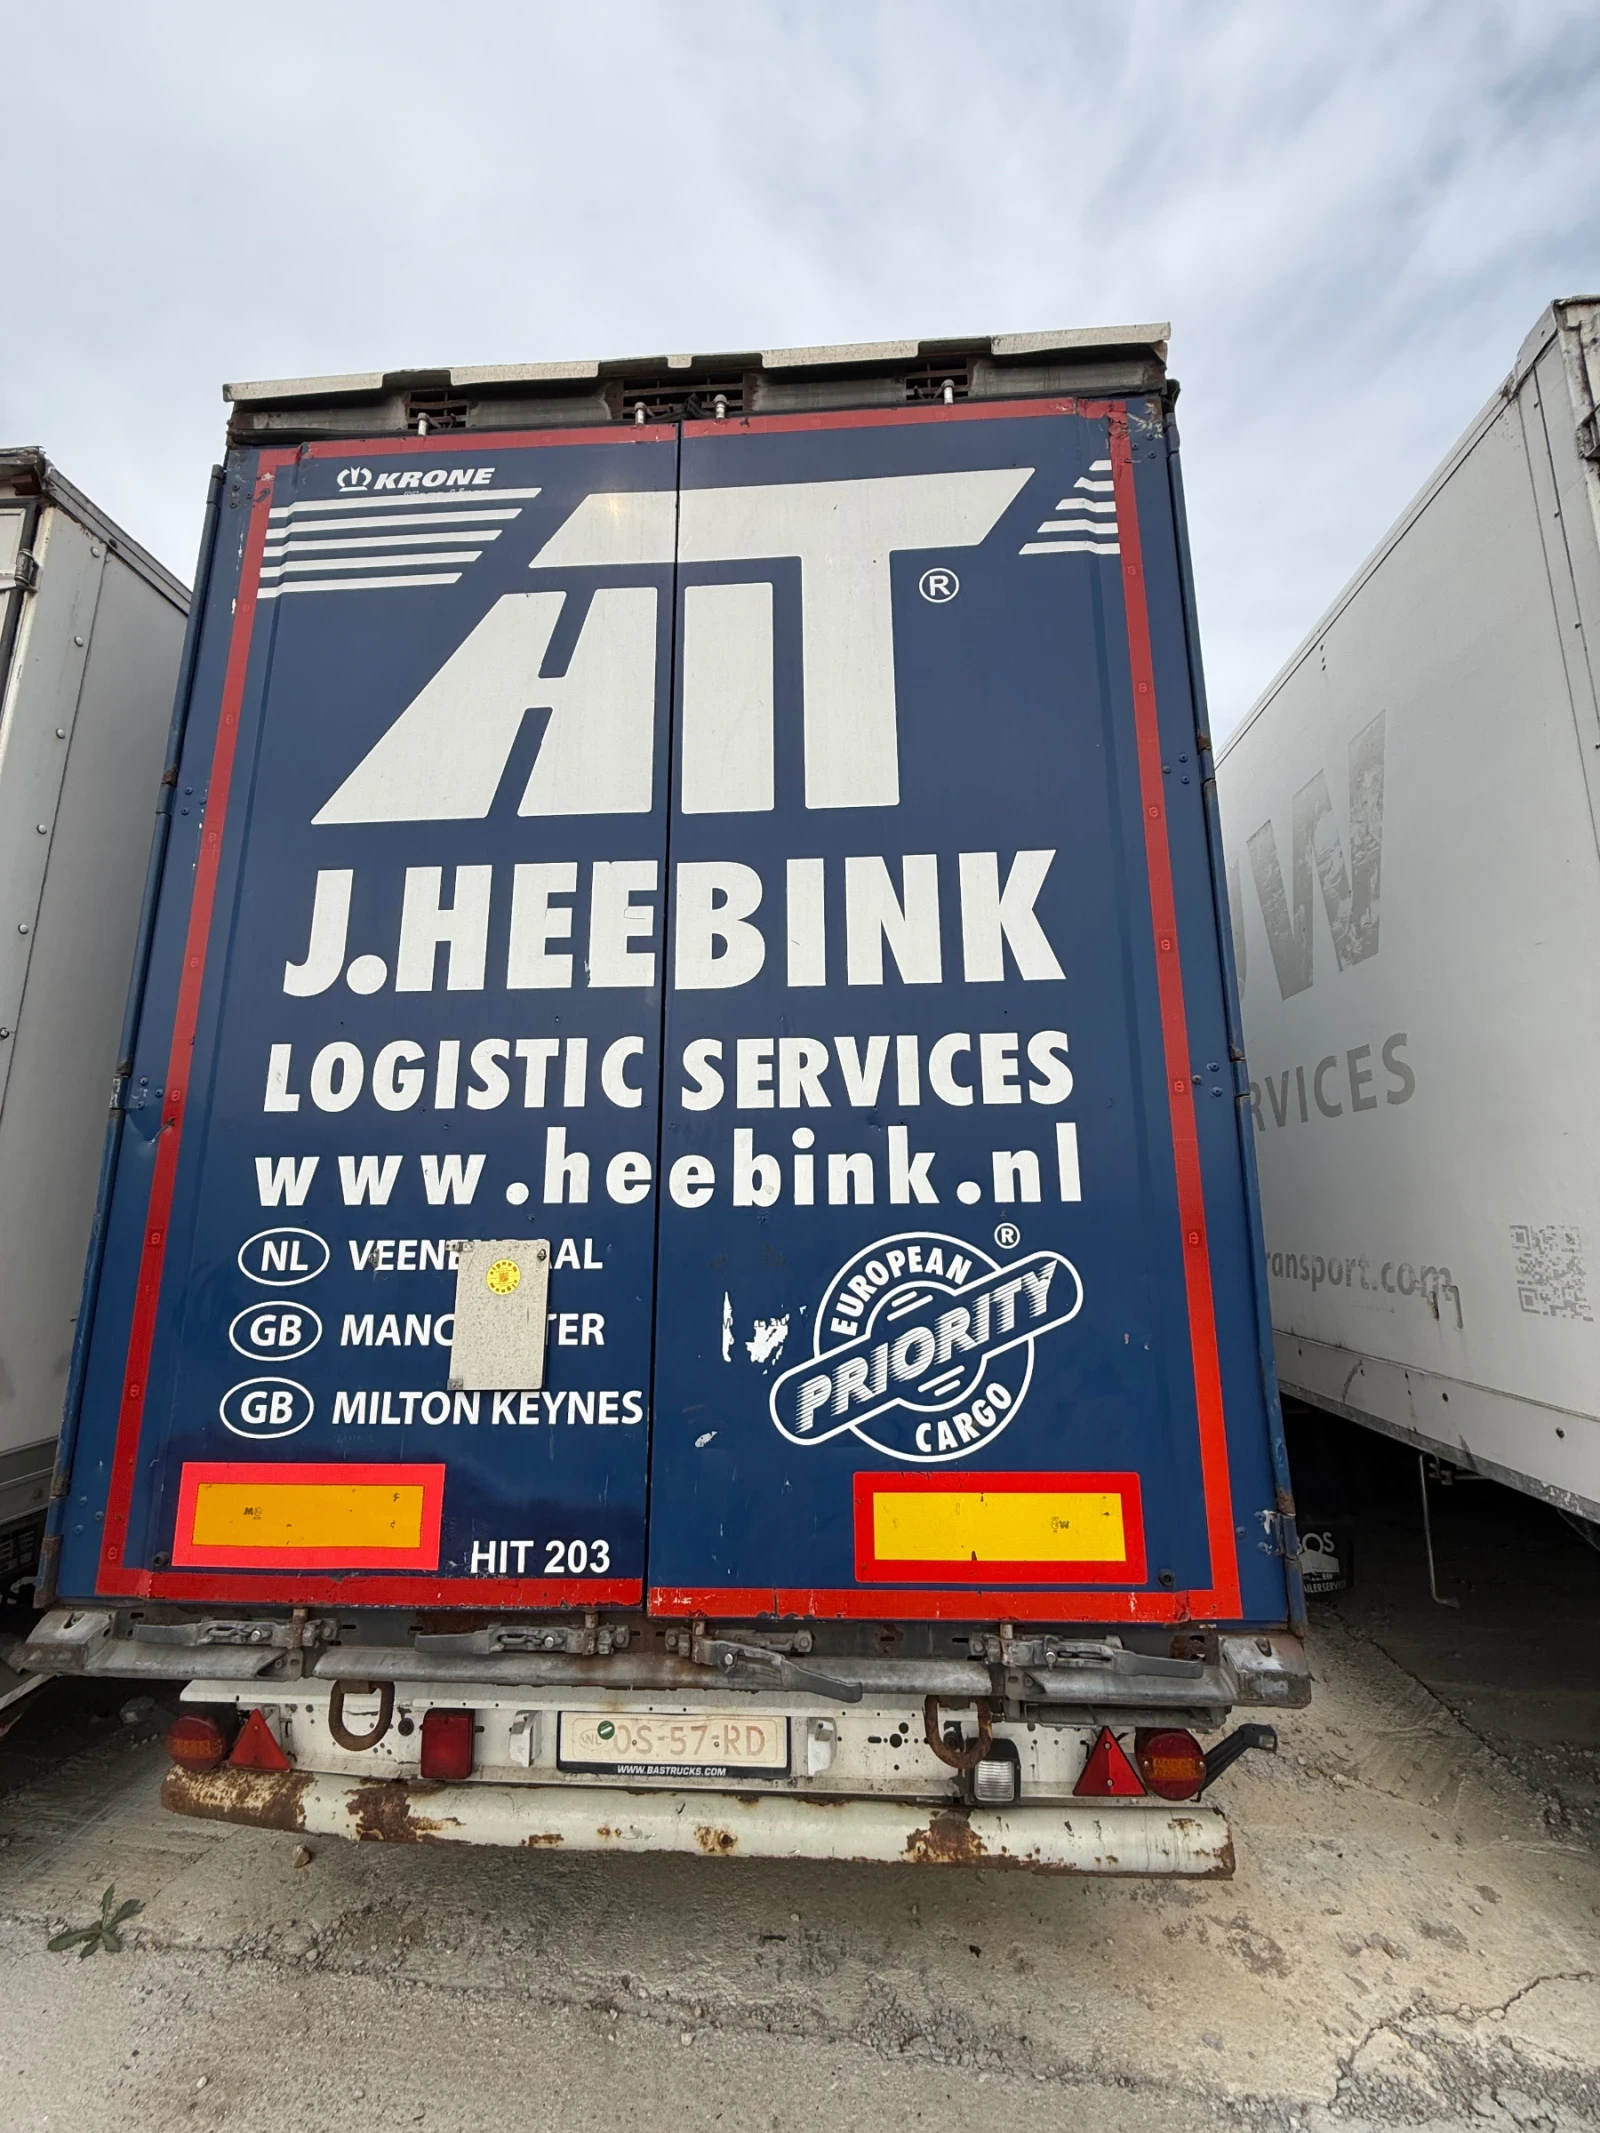 KRONE
HIT ®
J.HEEBINK
LOGISTIC SERVICES
www.heebink.nl
NL
GB
GB MILTON KEYNES
EUROPEAN ®
PRIORITY
CARGO
HIT 203
NL OS-57-RD
WWW.BASTRUCKS.COM
W
RVICES
ransport.com